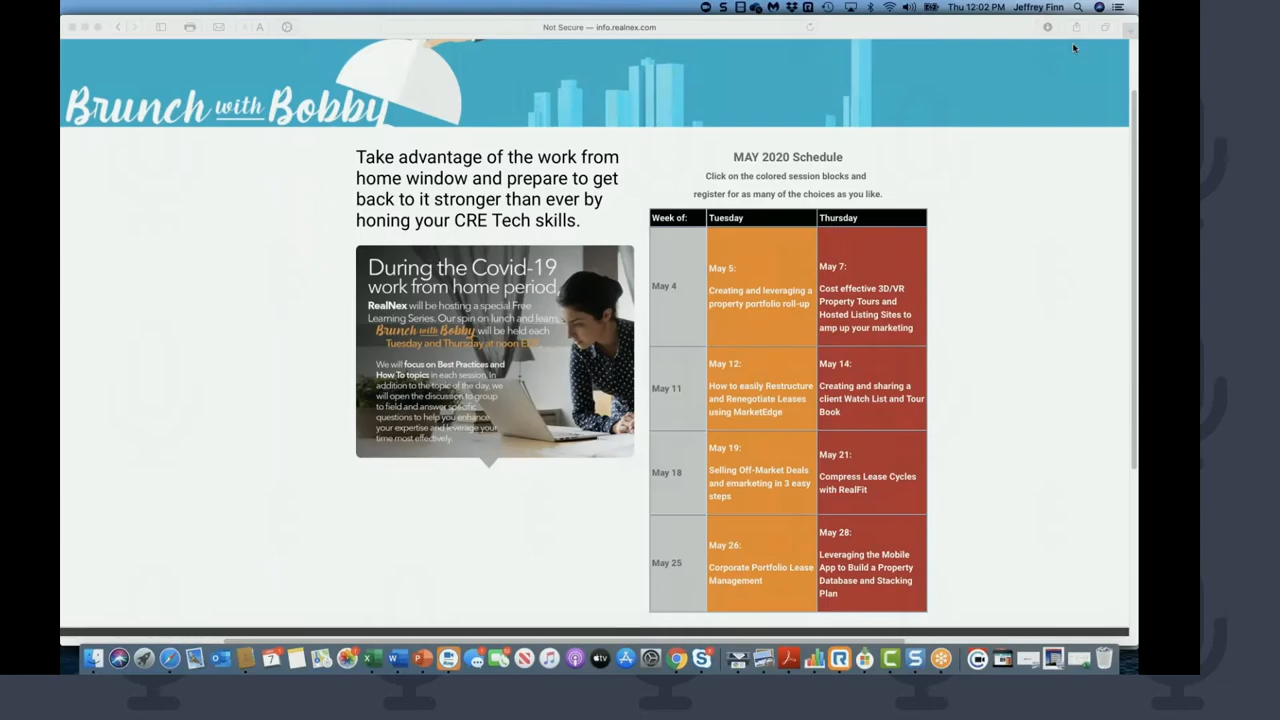 Thu 12:02 PM Jeffrey Finn
Not Secure — info.realnex.com
Brunch with Bobby
Take advantage of the work from
home window and prepare to get
back to it stronger than ever by
honing your CRE Tech skills.
During the Covid-19
work from home period,
RealNex will be hosting a special Free
Learning Series. Our spin on lunch and learn,
Brunch with Bobby will be held each
Tuesday and Thursday at noon
We will focus on Best Practices and
How To topics in each session. In
addition to the topic of the day, we
will open the discussion to group
to field and answer specific
questions to help you enhance
your expertise and leverage your
time most effectively.
MAY 2020 Schedule
Click on the colored session blocks and
register for as many of the choices as you like.
Week of: Tuesday Thursday
May 4
May 5:
Creating and leveraging a
property portfolio roll-up
May 7:
Cost effective 3D/VR
Property Tours and
Hosted Listing Sites to
amp up your marketing
May 11
May 12:
How to easily Restructure
and Renegotiate Leases
using MarketEdge
May 14:
Creating and sharing a
client Watch List and Tour
Book
May 18
May 19:
Selling Off-Market Deals
and emarketing in 3 easy
steps
May 21:
Compress Lease Cycles
with RealFit
May 25
May 26:
Corporate Portfolio Lease
Management
May 28:
Leveraging the Mobile
App to Build a Property
Database and Stacking
Plan